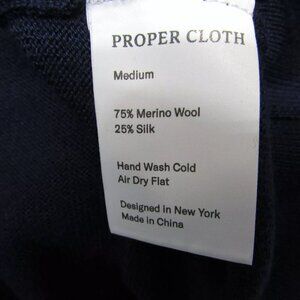 PROPER CLOTH
Medium
75% Merino Wool
25% Silk
Hand Wash Cold
Air Dry Flat
Designed in New York
Made in China